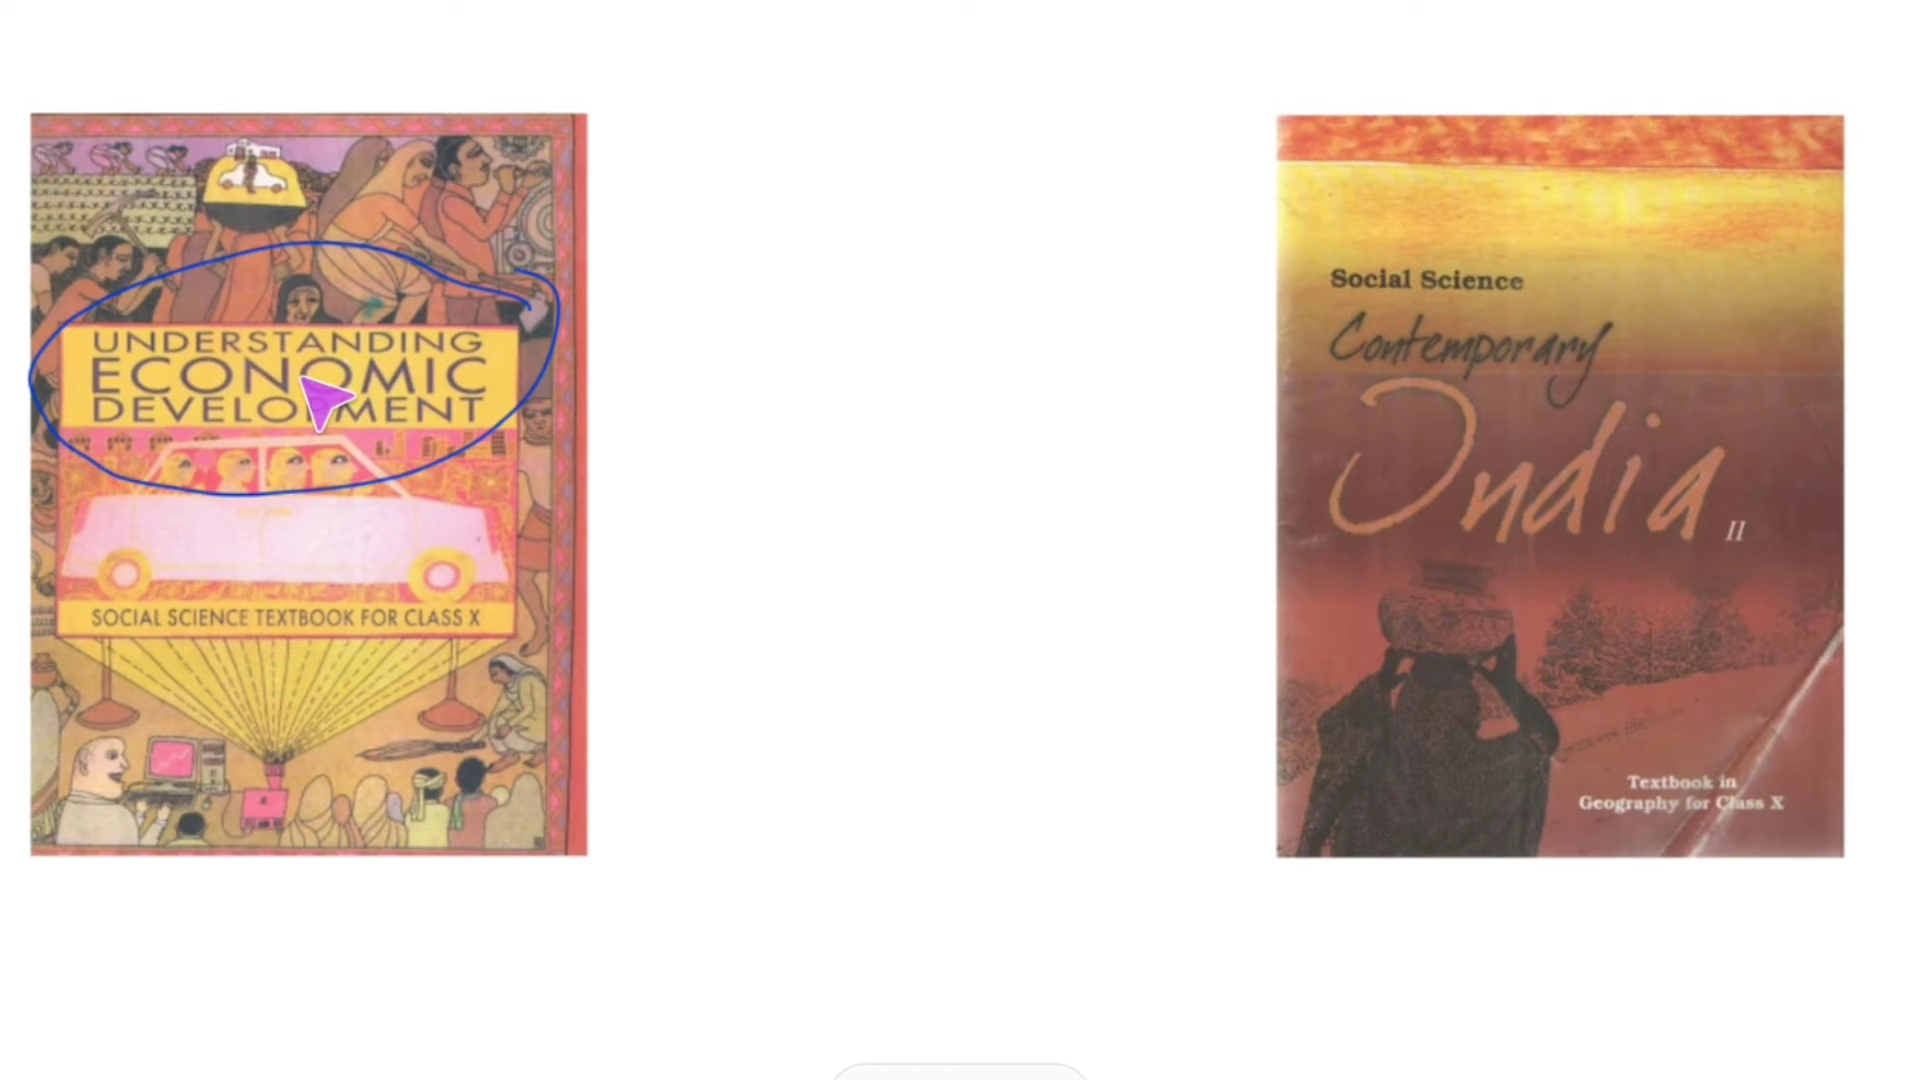 UNDERSTANDING
ECONOMIC
DEVELOPMENT
SOCIAL SCIENCE TEXTBOOK FOR CLASS X
Social Science
Contemporary
India
II
Textbook in
Geography for Class X